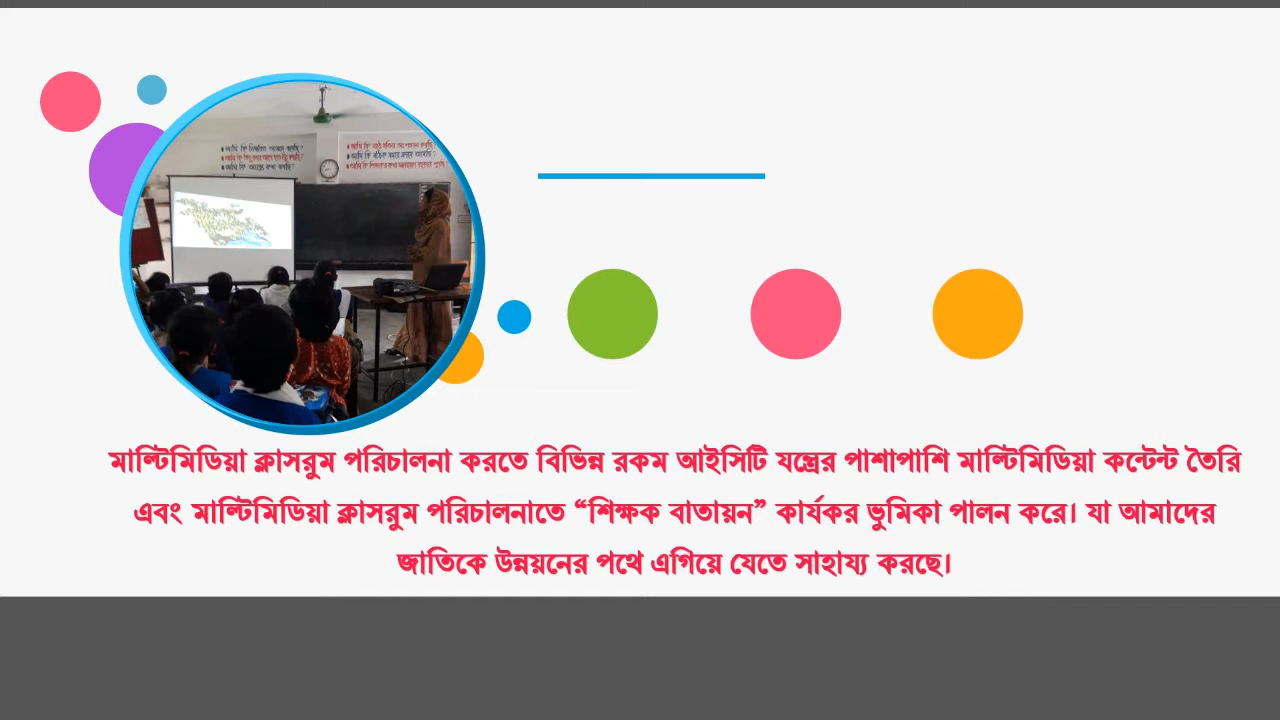 মাল্টিমিডিয়া ক্লাসরুম পরিচালনা করতে বিভিন্ন রকম আইসিটি যন্ত্রের পাশাপাশি মাল্টিমিডিয়া কন্টেন্ট তৈরি
এবং মাল্টিমিডিয়া ক্লাসরুম পরিচালনাতে “শিক্ষক বাতায়ন” কার্যকর ভুমিকা পালন করে। যা আমাদের
জাতিকে উন্নয়নের পথে এগিয়ে যেতে সাহায্য করছে।